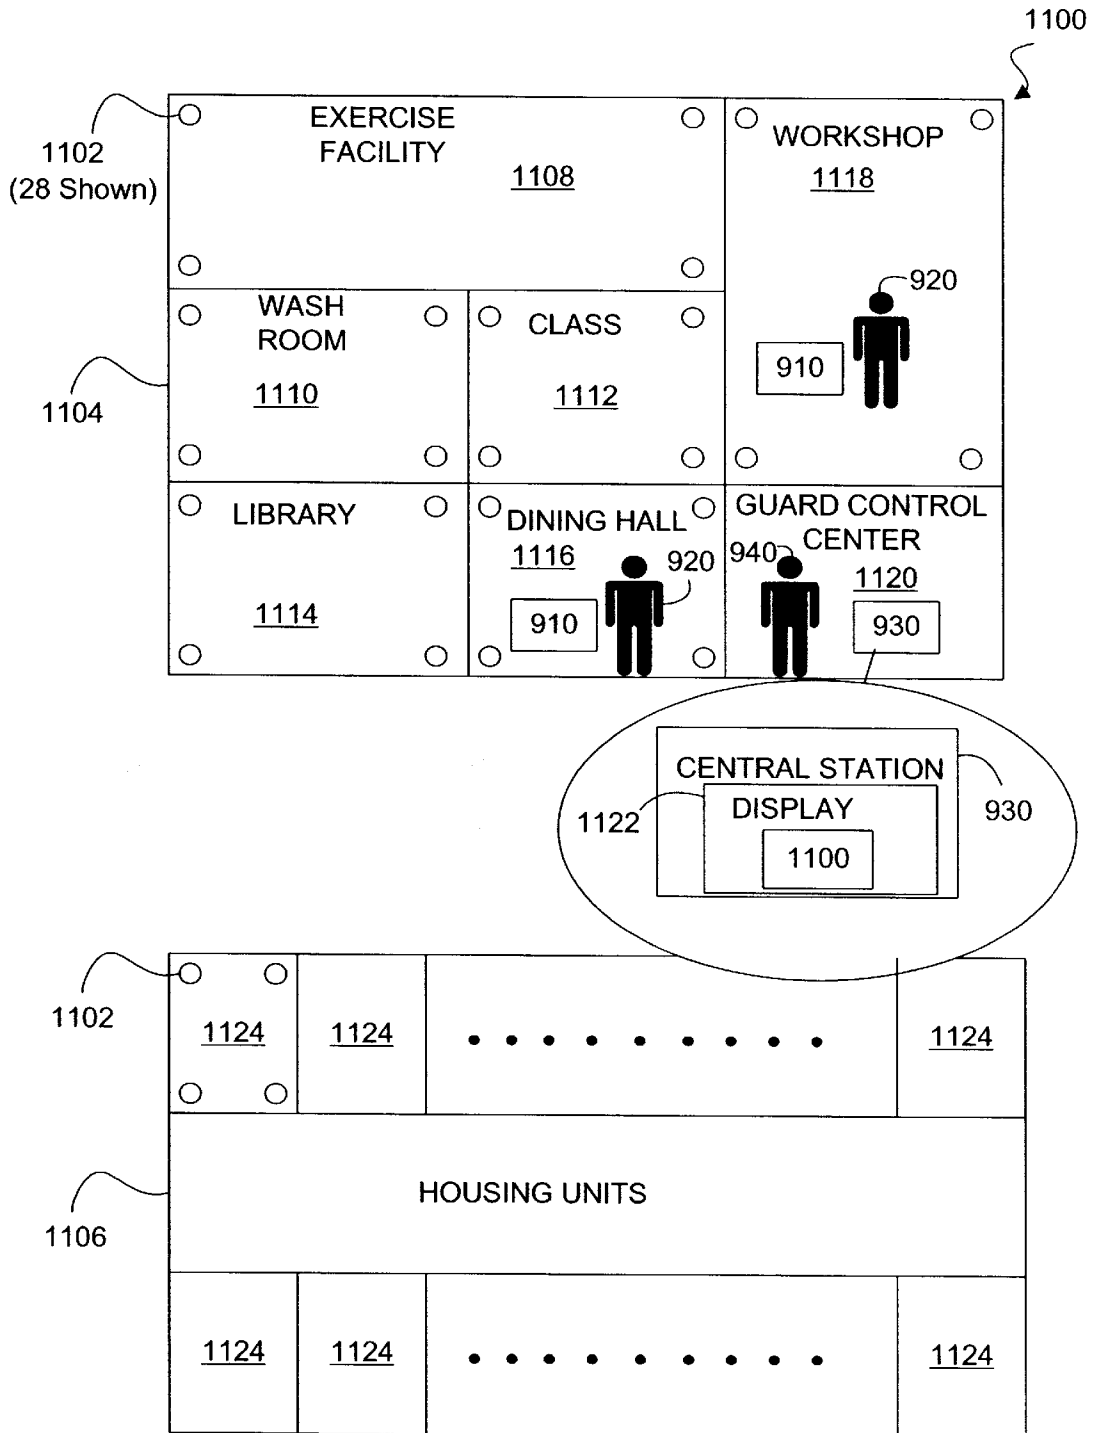 1100
EXERCISE
FACILITY
1108
WORKSHOP
1118
1102
(28 Shown)
920
910
WASH
ROOM
1110
CLASS
1112
1104
LIBRARY
1114
DINING HALL
1116
920
910
GUARD CONTROL
CENTER
940
1120
930
CENTRAL STATION
DISPLAY
1122
1100
930
1102
1124
1124
1124
HOUSING UNITS
1106
1124
1124
1124